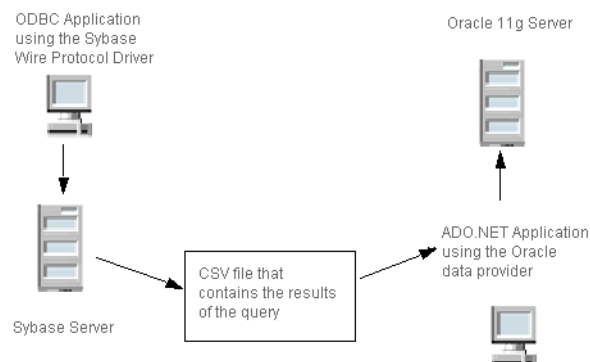 ODBC Application
using the Sybase
Wire Protocol Driver
Oracle 11g Server
Sybase Server
CSV file that
contains the results
of the query
ADO.NET Application
using the Oracle
data provider